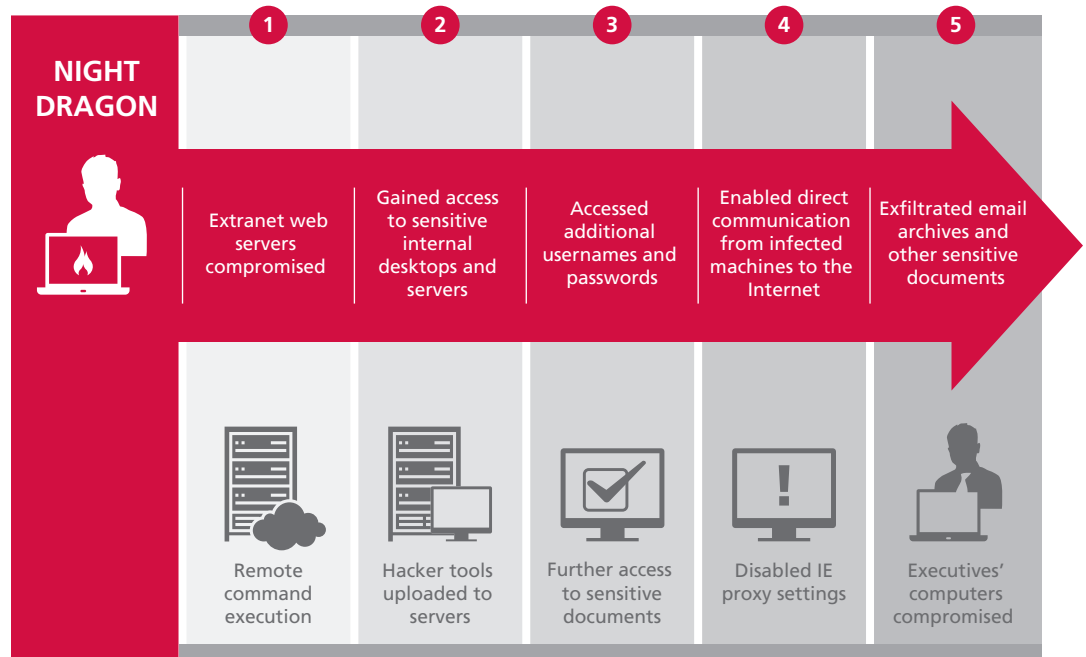 1
2
3
4
5
NIGHT
DRAGON
Extranet web
servers
compromised
Gained access
to sensitive
internal
desktops and
servers
Accessed
additional
usernames and
passwords
Enabled direct
communication
from infected
machines to the
Internet
Exfiltrated email
archives and
other sensitive
documents
Remote
command
execution
Hacker tools
uploaded to
servers
Further access
to sensitive
documents
Disabled IE
proxy settings
Executives’
computers
compromised